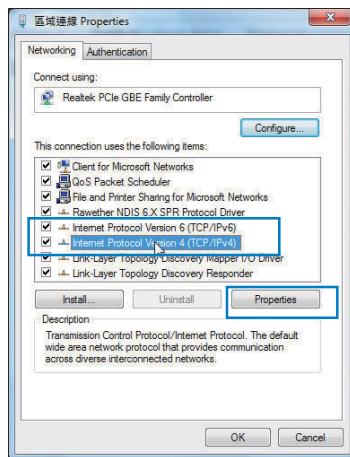 區域連線 Properties
Networking Authentication
Connect using:
Realtek PCIe GBE Family Controller
Configure...
This connection uses the following items:
Client for Microsoft Networks
QoS Packet Scheduler
File and Printer Sharing for Microsoft Networks
Rawether NDIS 6.X SPR Protocol Driver
Internet Protocol Version 6 (TCP/IPv6)
Internet Protocol Version 4 (TCP/IPv4)
Link-Layer Topology Discovery Mapper I/O Driver
Link-Layer Topology Discovery Responder
Install... Uninstall Properties
Description
Transmission Control Protocol/Internet Protocol. The default
wide area network protocol that provides communication
across diverse interconnected networks.
OK Cancel